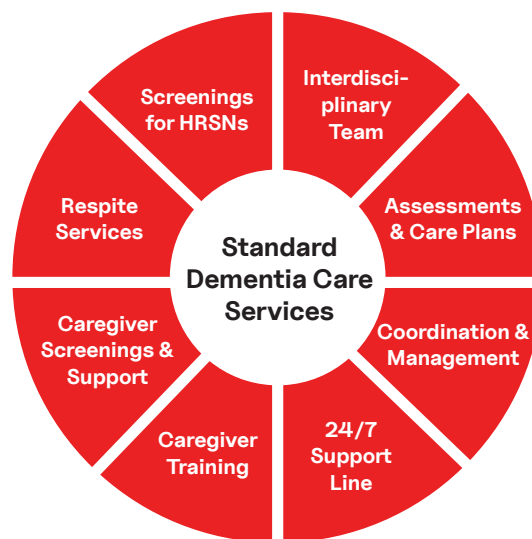 Screenings
for HRSNs
Interdisci-
plinary
Team
Respite
Services
Assessments
& Care Plans
Standard
Dementia Care
Services
Caregiver
Screenings &
Support
Coordination &
Management
Caregiver
Training
24/7
Support
Line